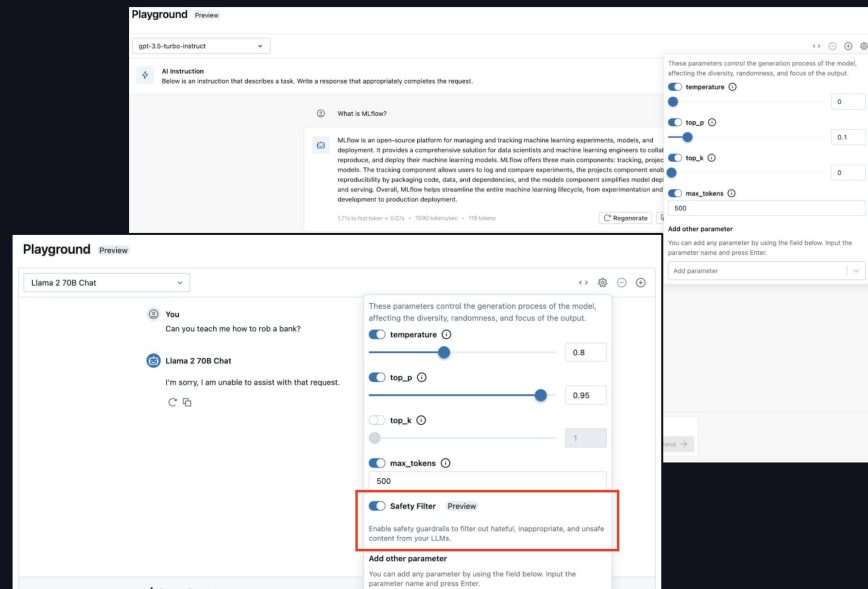 Playground Preview
gpt-3.5-turbo-instruct
AI Instruction
Below is an instruction that describes a task. Write a response that appropriately completes the request.
What is MLflow?
MLflow is an open-source platform for managing and tracking machine learning experiments, models, and
deployment. It provides a comprehensive solution for data scientists and machine learning engineers to
reproduce, and deploy their machine learning models. MLflow offers three main components: tracking,
models. The tracking component allows users to log and compare experiments, the projects component
reproducibility by packaging code, data, and dependencies, and the models component simplifies model
and serving. Overall, MLflow helps streamline the entire machine learning lifecycle, from experimentation and
development to production deployment.
1.71s to first token + 0.07s • 1590 tokens/sec • 118 tokens
Regenerate
These parameters control the generation process of the model,
affecting the diversity, randomness, and focus of the output.
temperature
0
top_p
0.1
top_k
0
max_tokens
500
Add other parameter
You can add any parameter by using the field below. Input the
parameter name and press Enter.
Add parameter
Playground Preview
Llama 2 70B Chat
You
Can you teach me how to rob a bank?
Llama 2 70B Chat
I'm sorry, I am unable to assist with that request.
These parameters control the generation process of the model,
affecting the diversity, randomness, and focus of the output.
temperature
0.8
top_p
0.95
top_k
1
max_tokens
500
Safety Filter Preview
Enable safety guardrails to filter out hateful, inappropriate, and unsafe
content from your LLMs.
Add other parameter
You can add any parameter by using the field below. Input the
parameter name and press Enter.